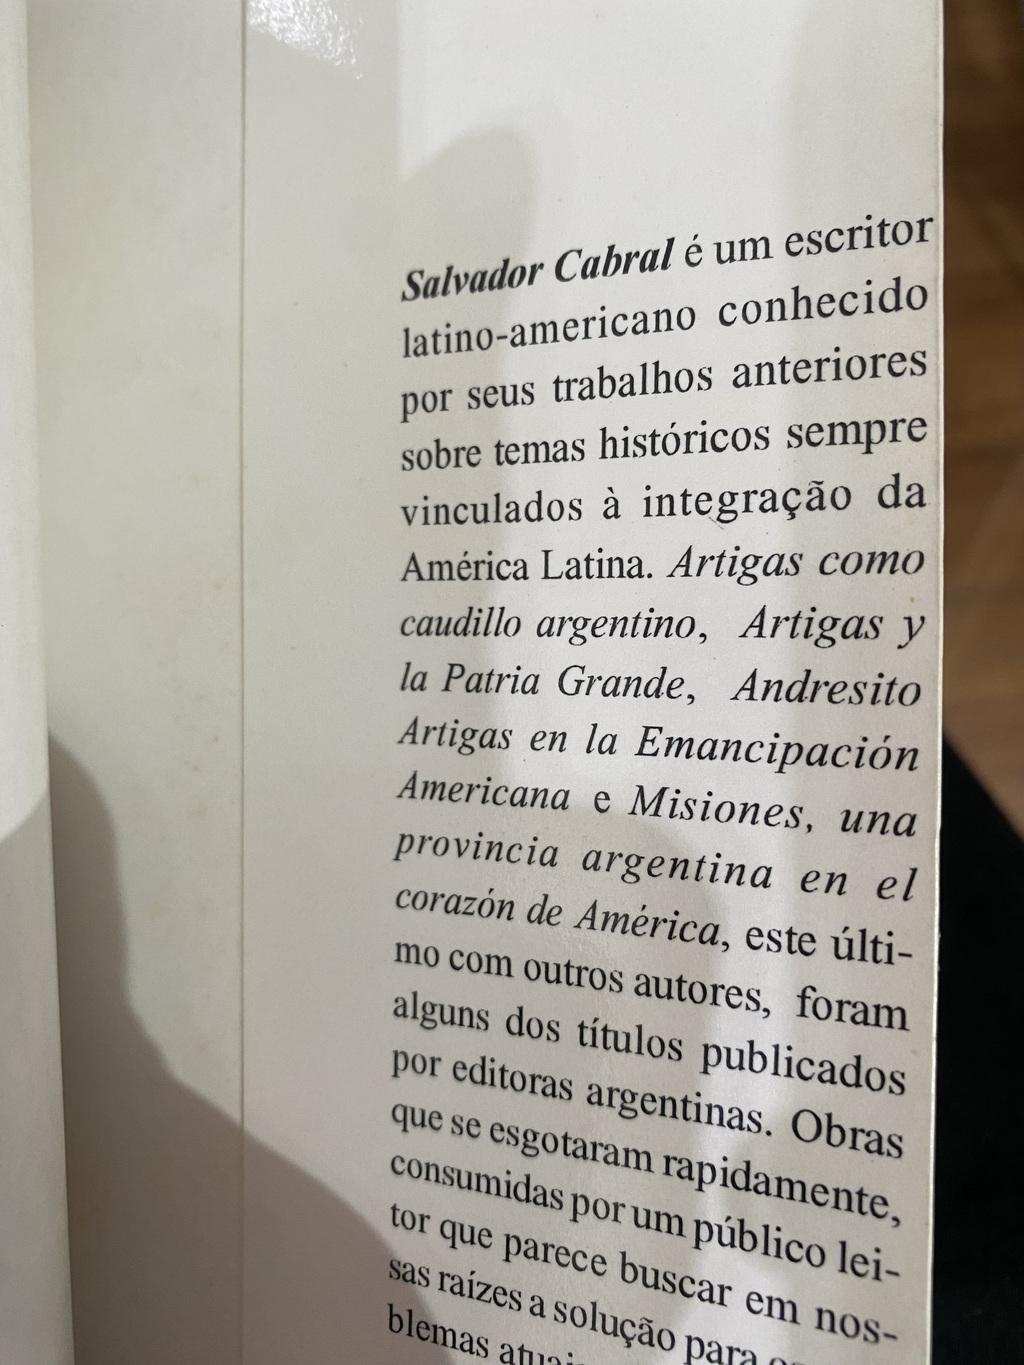 Salvador Cabral é um escritor
latino-americano conhecido
por seus trabalhos anteriores
sobre temas históricos sempre
vinculados à integração da
América Latina. Artigas como
caudillo argentino, Artigas y
la Patria Grande, Andresito
Artigas en la Emancipación
Americana e Misiones, una
provincia argentina en el
corazón de América, este últi-
mo com outros autores, foram
alguns dos títulos publicados
por editoras argentinas. Obras
que se esgotaram rapidamente,
consumidas por um público lei-
tor que parece buscar em nos-
sas raízes a solução para
blemas